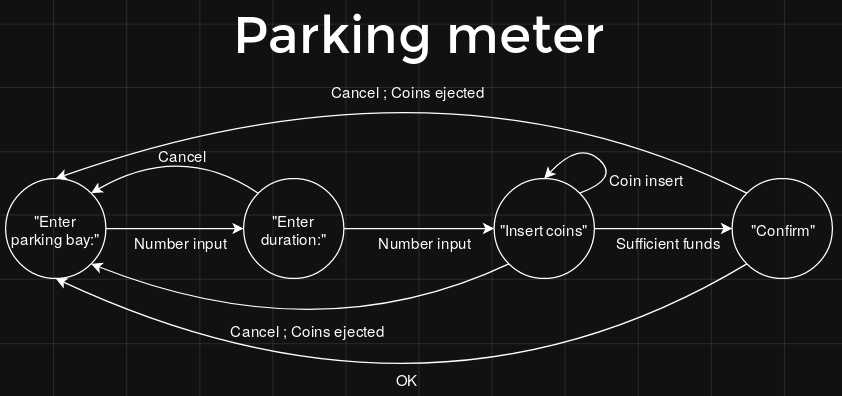 Parking meter
Cancel ; Coins ejected
Cancel
Coin insert
"Enter
parking bay:"
"Enter
duration:"
"Insert coins"
"Confirm"
Number input
Number input
Sufficient funds
Cancel ; Coins ejected
OK